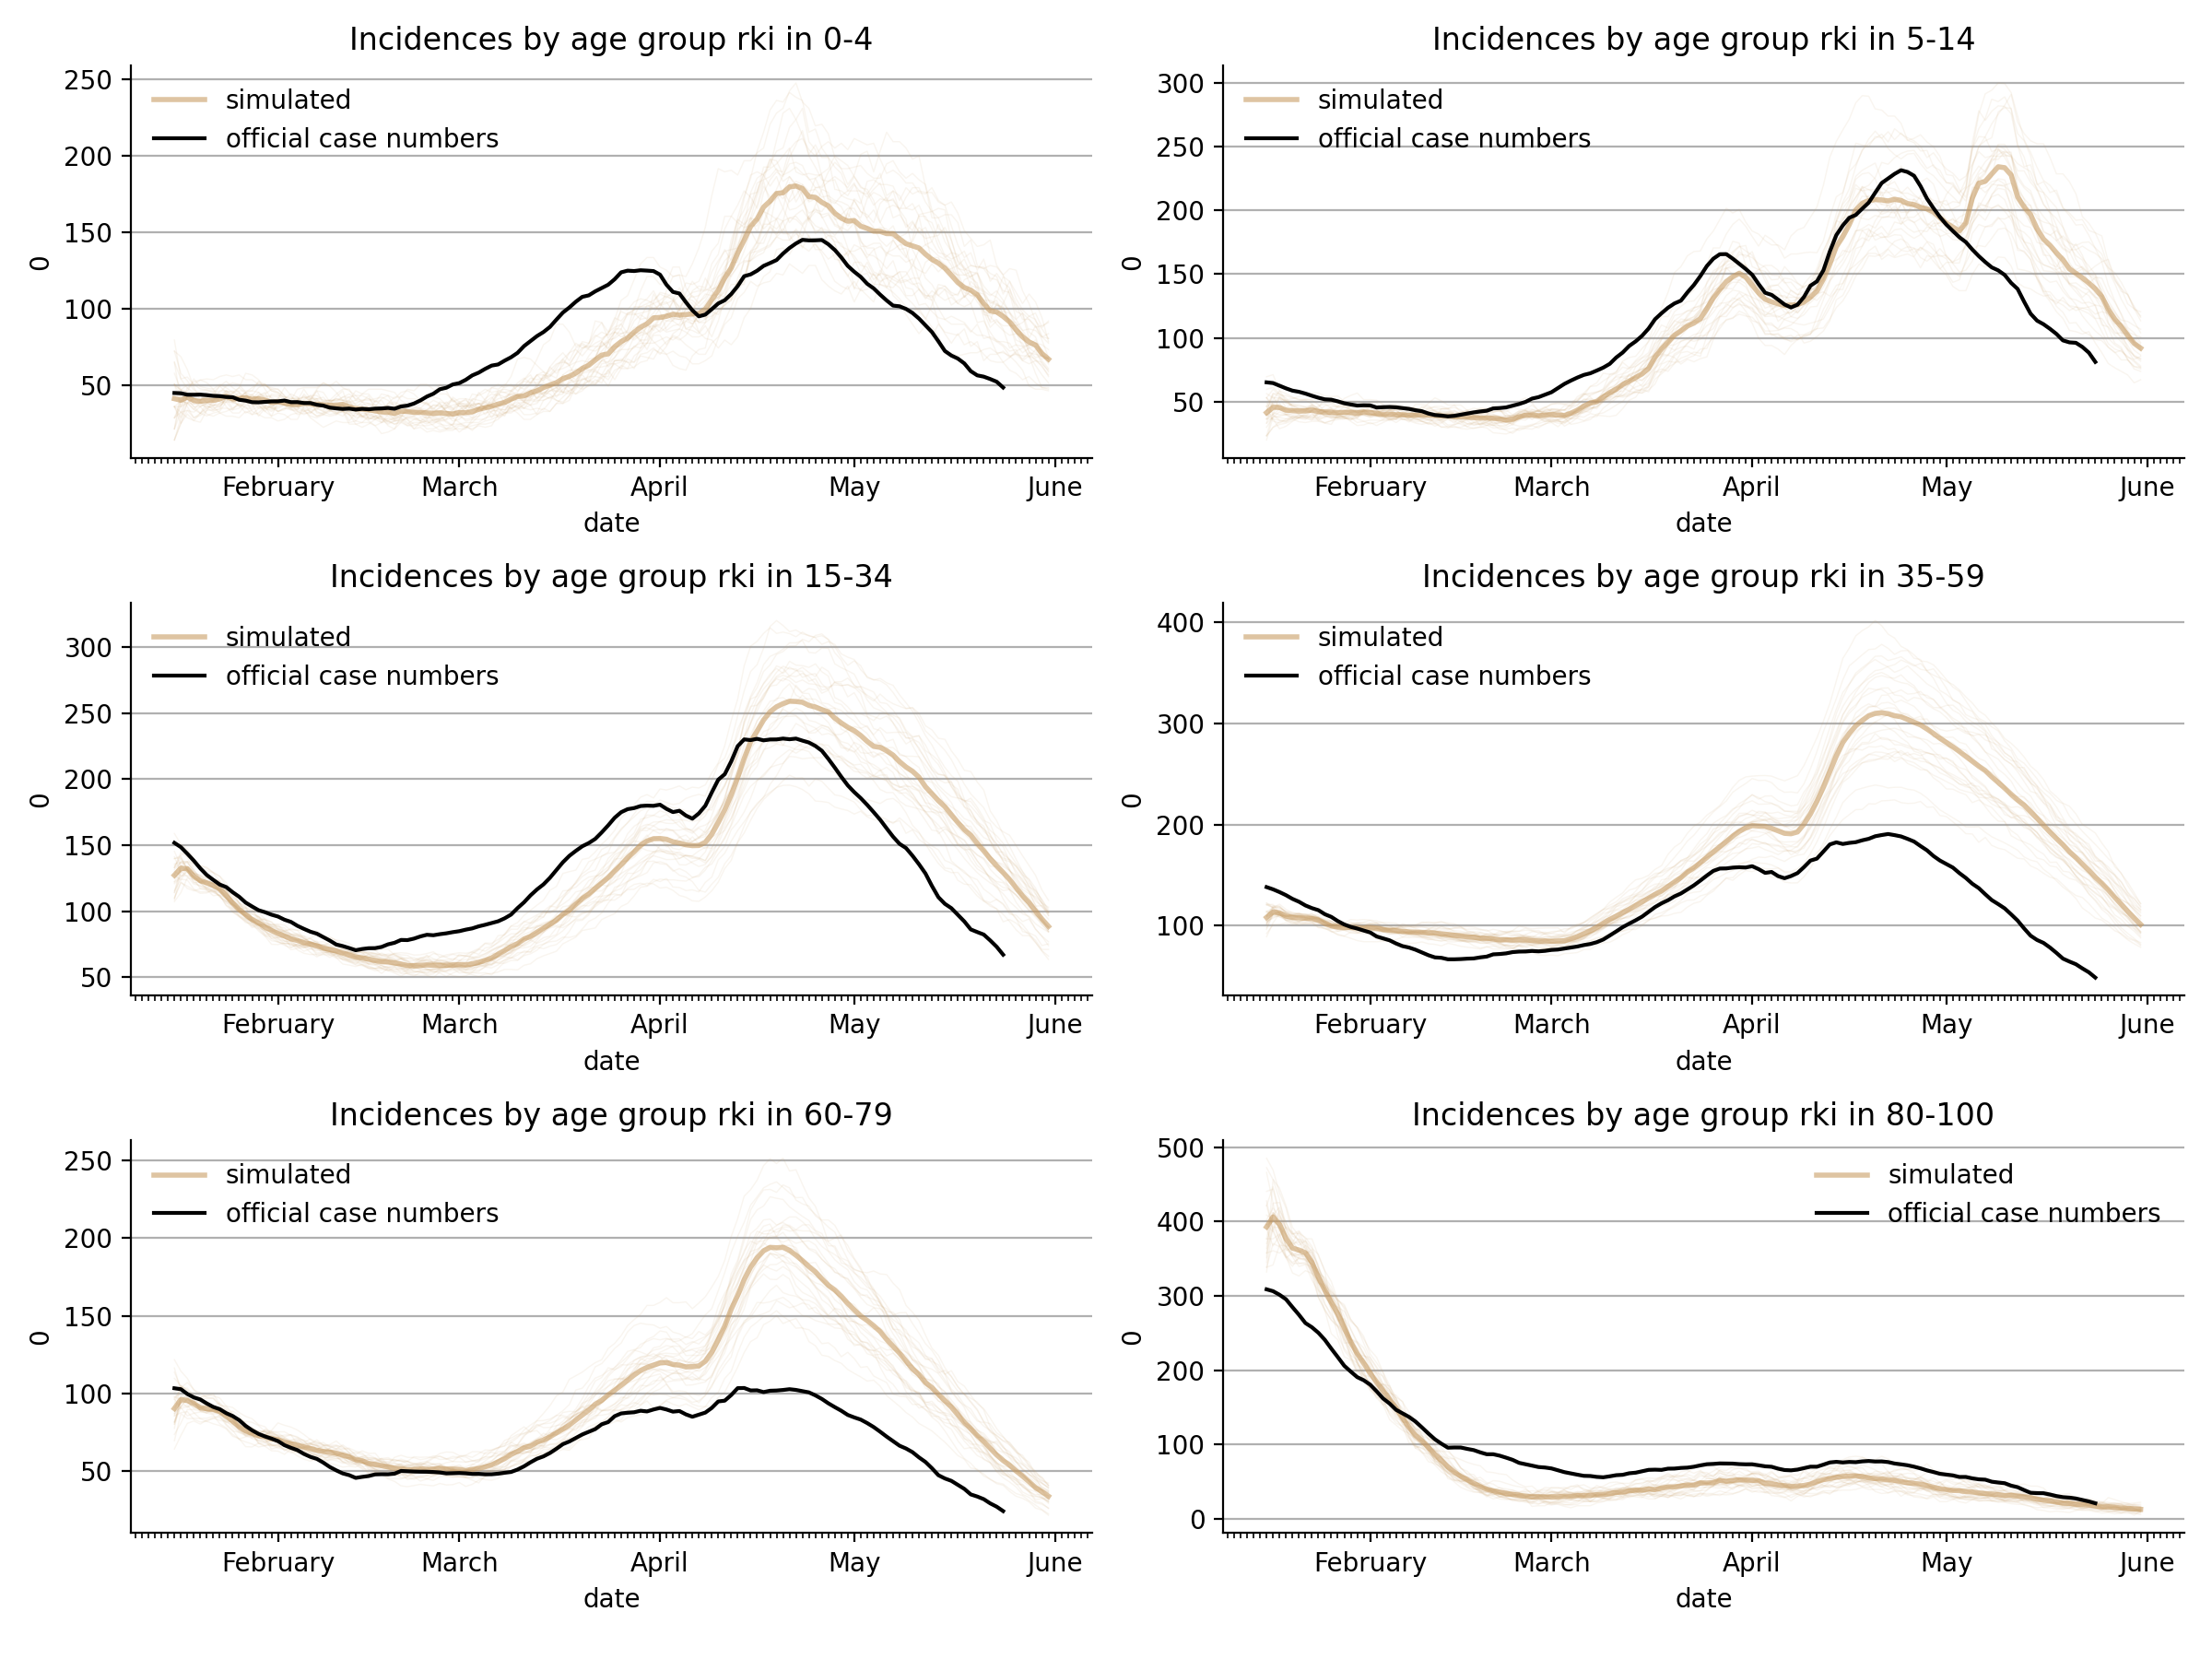 Incidences by age group rki in 0-4
250
200
150
100
50
0
simulated
official case numbers
February March April May June
date
Incidences by age group rki in 5-14
300
250
200
150
100
50
0
simulated
official case numbers
February March April May June
date
Incidences by age group rki in 15-34
300
250
200
150
100
50
0
simulated
official case numbers
February March April May June
date
Incidences by age group rki in 35-59
400
300
200
100
0
simulated
official case numbers
February March April May June
date
Incidences by age group rki in 60-79
250
200
150
100
50
0
simulated
official case numbers
February March April May June
date
Incidences by age group rki in 80-100
500
400
300
200
100
0
0
simulated
official case numbers
February March April May June
date